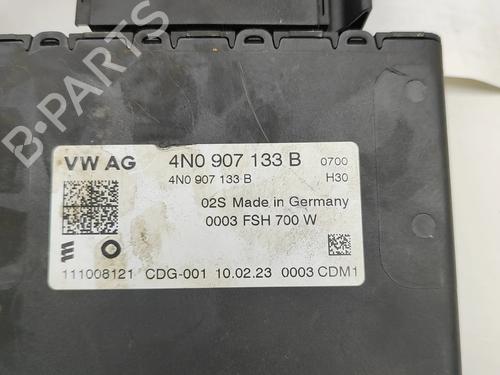 B-PARTS
VW AG 4N0 907 133 B 0700
4N0 907 133 B H30
02S Made in Germany
0003 FSH 700 W
111008121 CDG-001 10.02.23 0003 CDM1